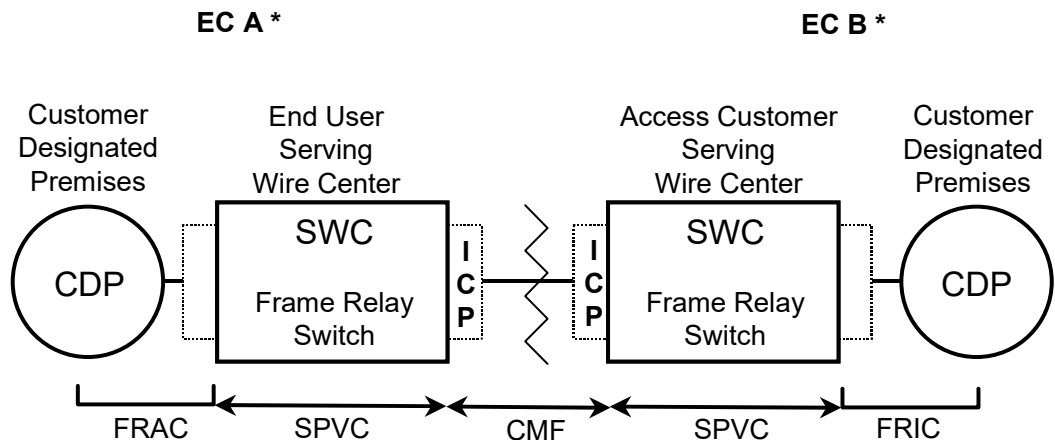 EC A *
EC B *
Customer
Designated
Premises
End User
Serving
Wire Center
Access Customer
Serving
Wire Center
Customer
Designated
Premises
CDP
SWC
Frame Relay
Switch
I
C
P
I
C
P
SWC
Frame Relay
Switch
CDP
FRAC
SPVC
CMF
SPVC
FRIC